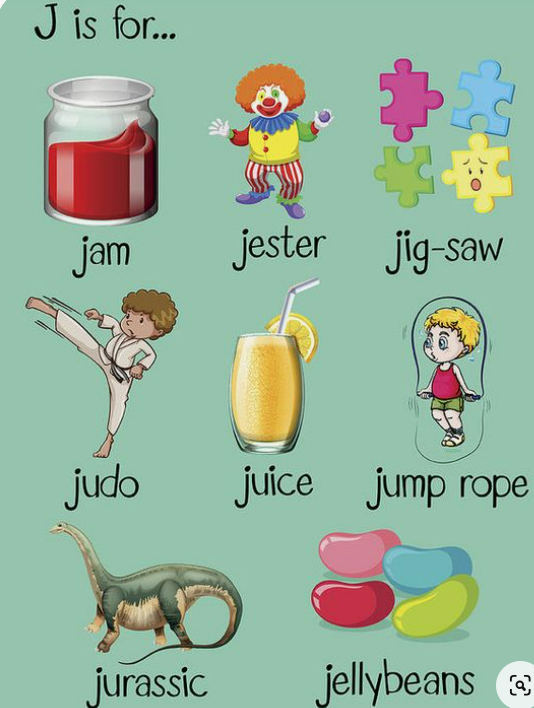 J is for...
jam jester jig-saw
judo juice jump rope
jurassic jellybeans